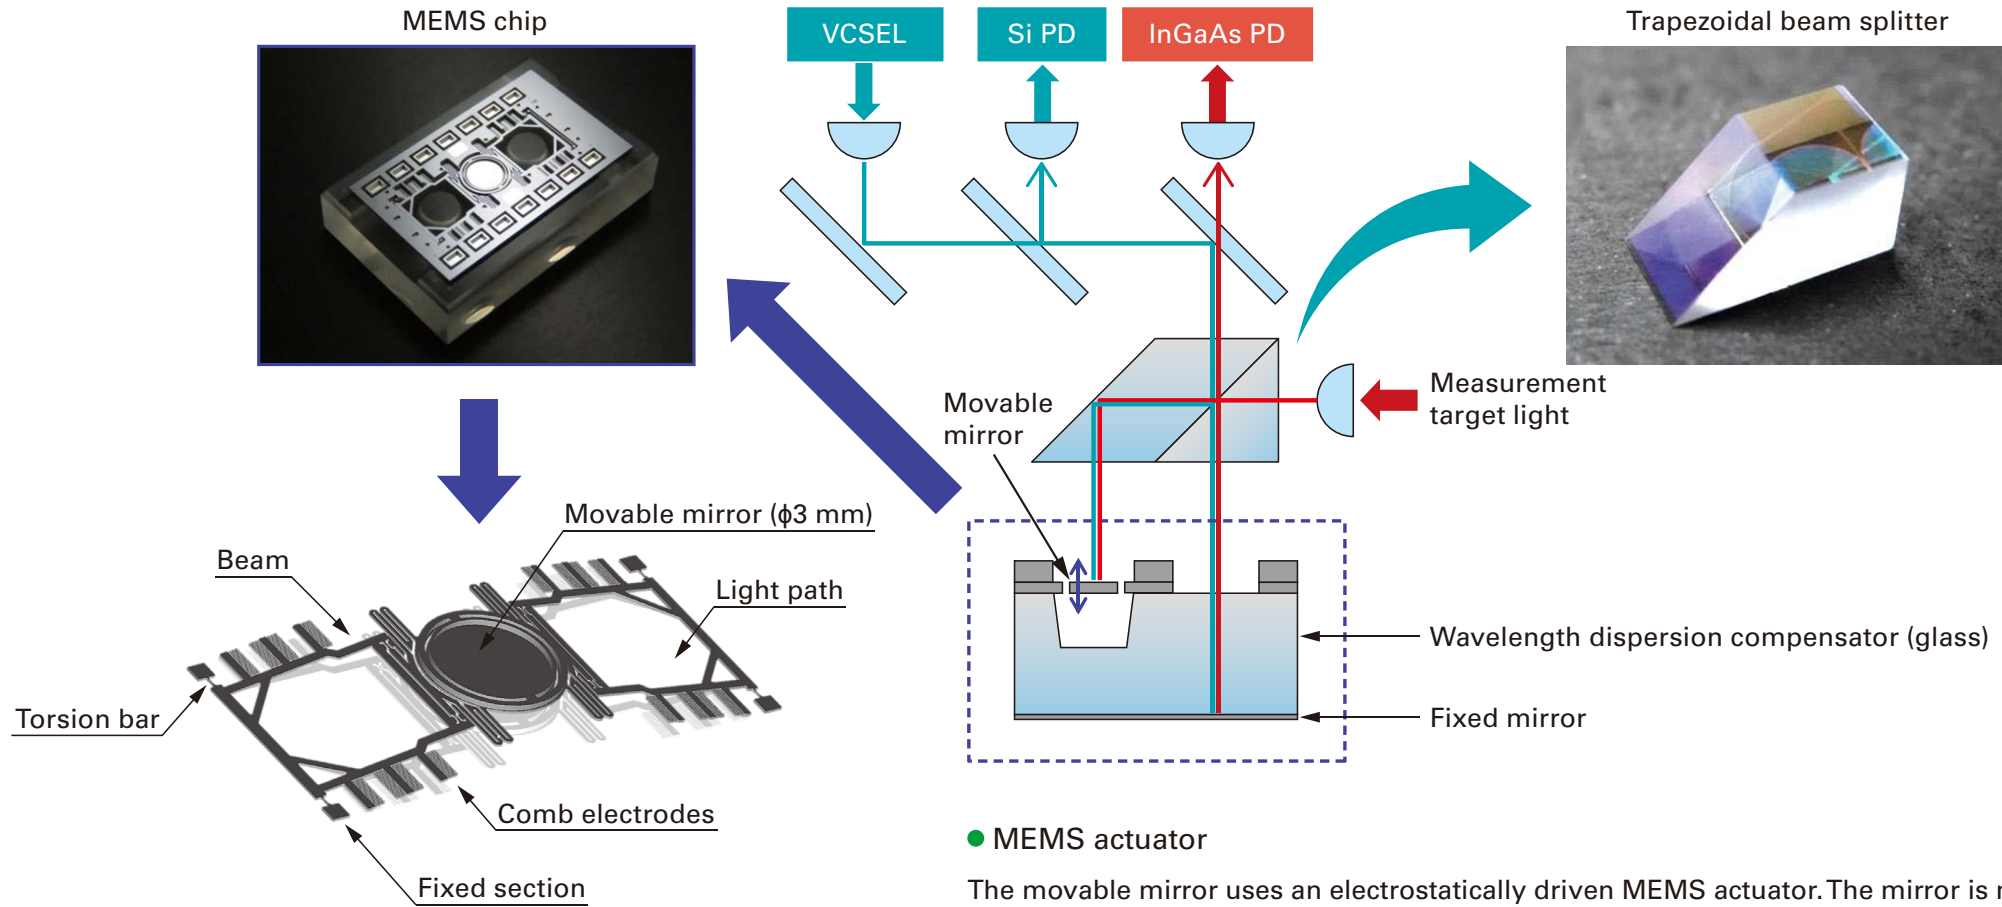 MEMS chip
VCSEL
Si PD
InGaAs PD
Trapezoidal beam splitter
Measurement
target light
Movable
mirror
Movable mirror (ϕ3 mm)
Beam
Light path
Wavelength dispersion compensator (glass)
Torsion bar
Fixed mirror
Comb electrodes
Fixed section
● MEMS actuator
The movable mirror uses an electrostatically driven MEMS actuator. The mirror is